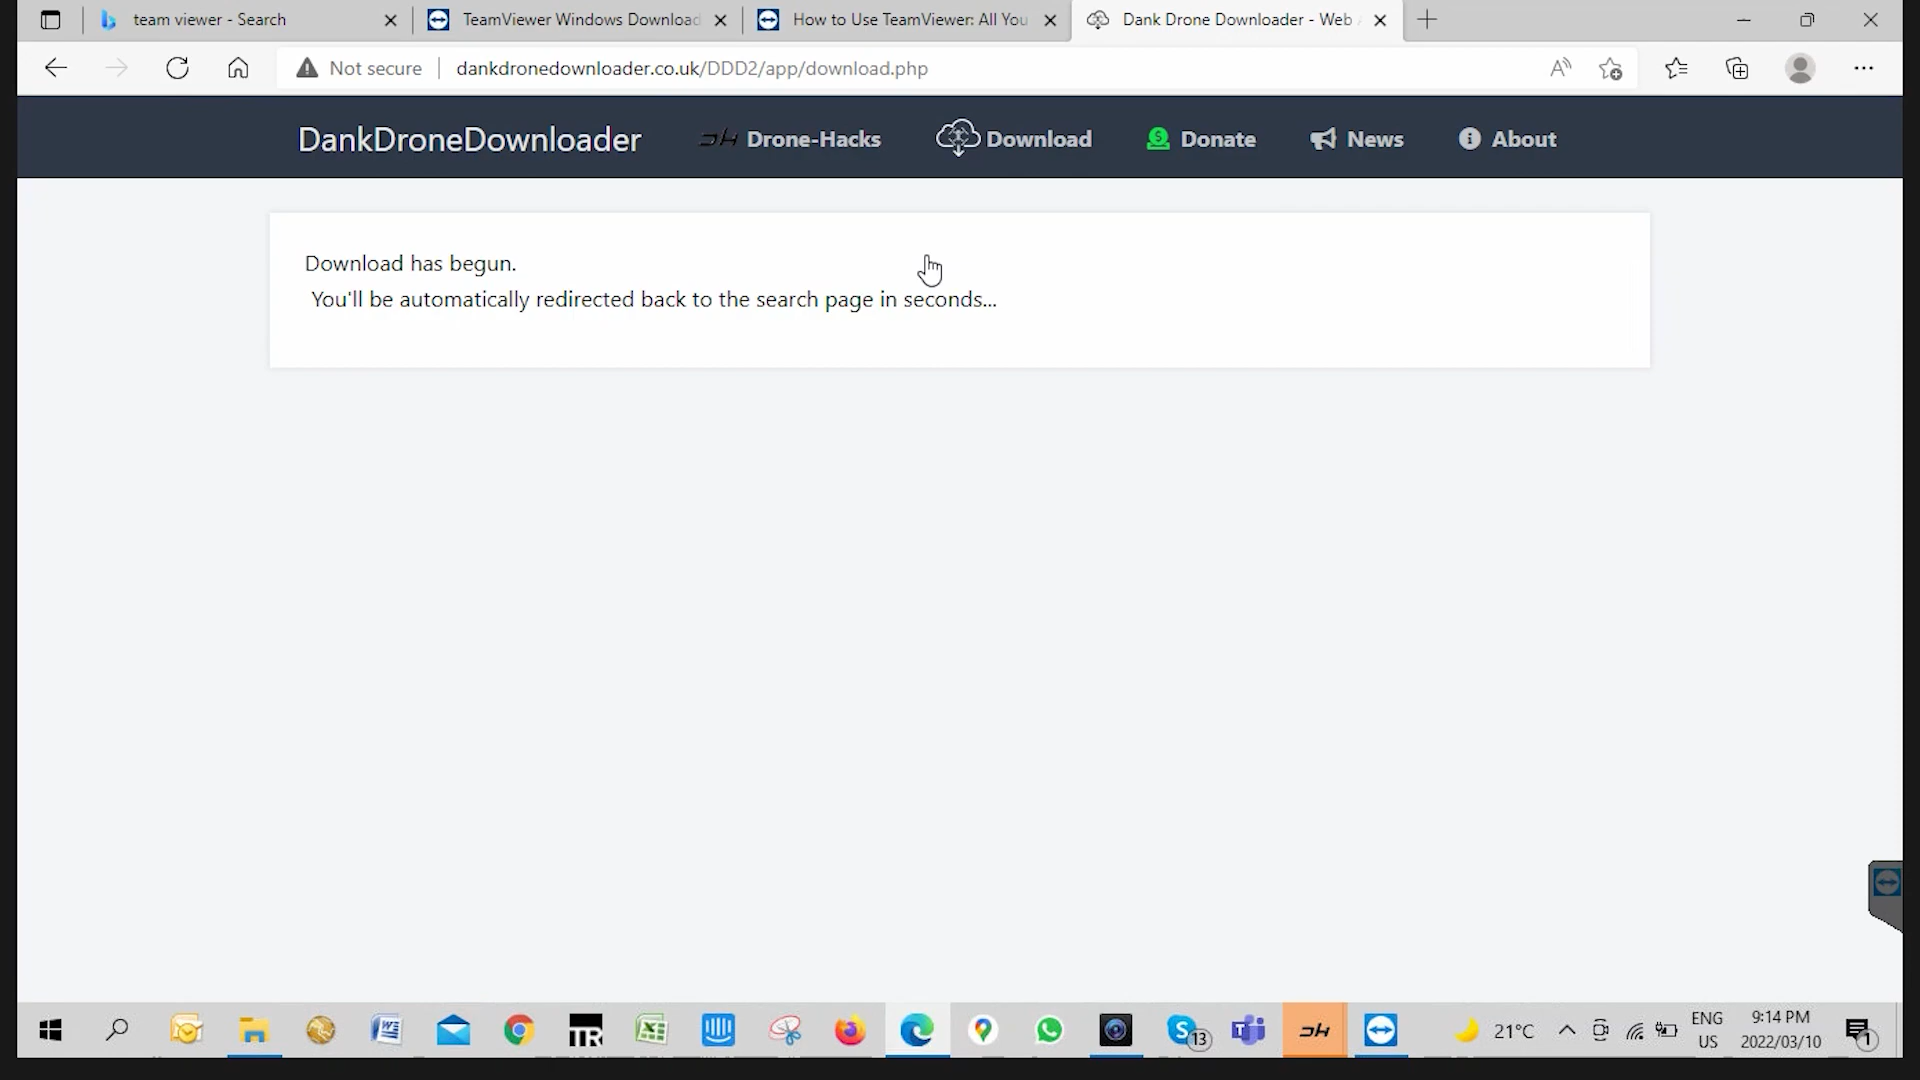 team viewer - Search
TeamViewer Windows Download
How to Use TeamViewer: All You
Dank Drone Downloader - Web
Not secure
dankdronedownloader.co.uk/DDD2/app/download.php
DankDroneDownloader
Drone-Hacks
Download
Donate
News
About
Download has begun.
You'll be automatically redirected back to the search page in seconds...
13
21°C
ENG
US
9:14 PM
2022/03/10
1